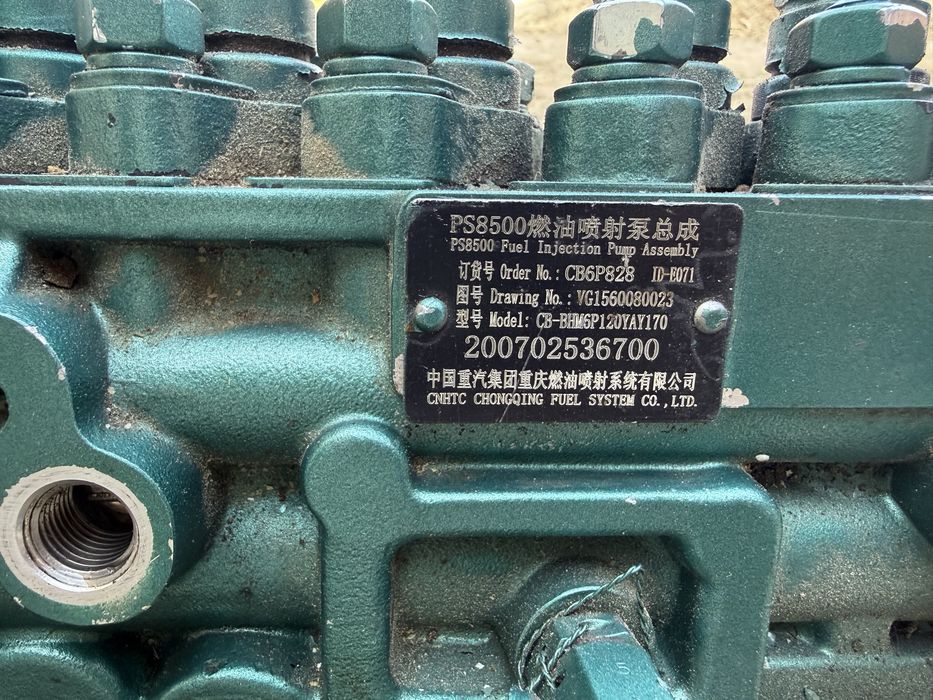 PS8500燃油喷射泵总成
PS8500 Fuel Injection Pump Assembly
订货号 Order No.: CB6P828 ID-E071
图号 Drawing No.: VG1560080023
型号 Model: CB-BHM6P120YAY170
200702536700
中国重汽集团重庆燃油喷射系统有限公司
CNHTC CHONGQING FUEL SYSTEM CO.,LTD.
5